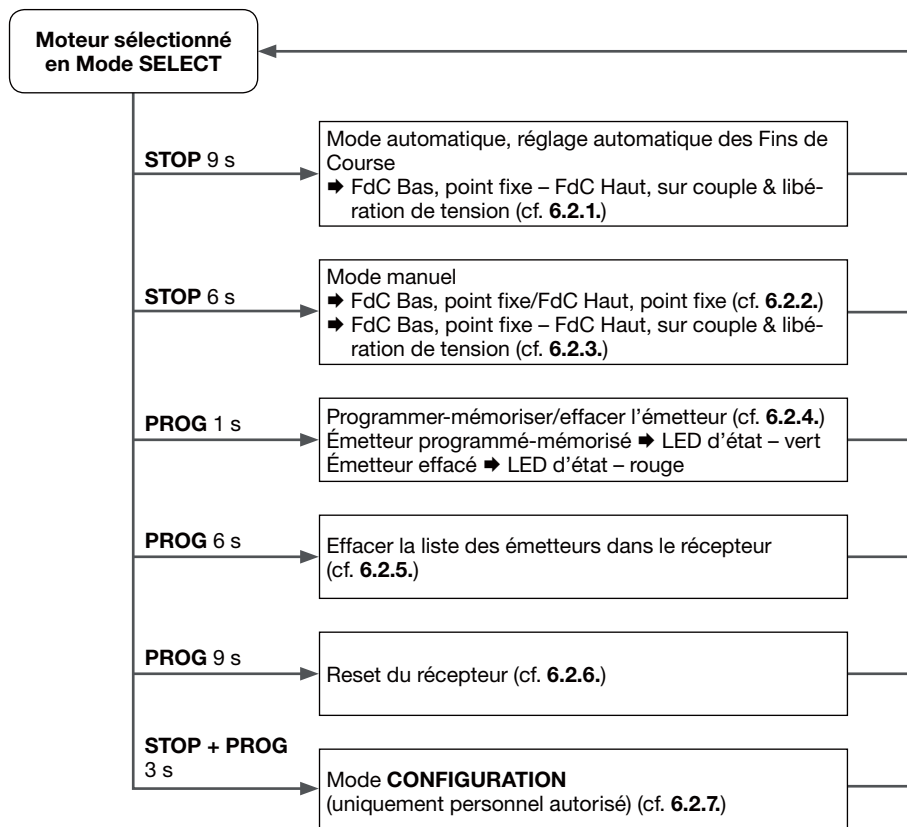 Moteur sélectionné
en Mode SELECT
STOP 9 s
Mode automatique, réglage automatique des Fins de
Course
➨ FdC Bas, point fixe – FdC Haut, sur couple & libé-
ration de tension (cf. 6.2.1.)
STOP 6 s
Mode manuel
➨ FdC Bas, point fixe/FdC Haut, point fixe (cf. 6.2.2.)
➨ FdC Bas, point fixe – FdC Haut, sur couple & libé-
ration de tension (cf. 6.2.3.)
PROG 1 s
Programmer-mémoriser/effacer l’émetteur (cf. 6.2.4.)
Émetteur programmé-mémorisé ➨ LED d’état – vert
Émetteur effacé ➨ LED d’état – rouge
PROG 6 s
Effacer la liste des émetteurs dans le récepteur
(cf. 6.2.5.)
PROG 9 s
Reset du récepteur (cf. 6.2.6.)
STOP + PROG
3 s
Mode CONFIGURATION
(uniquement personnel autorisé) (cf. 6.2.7.)